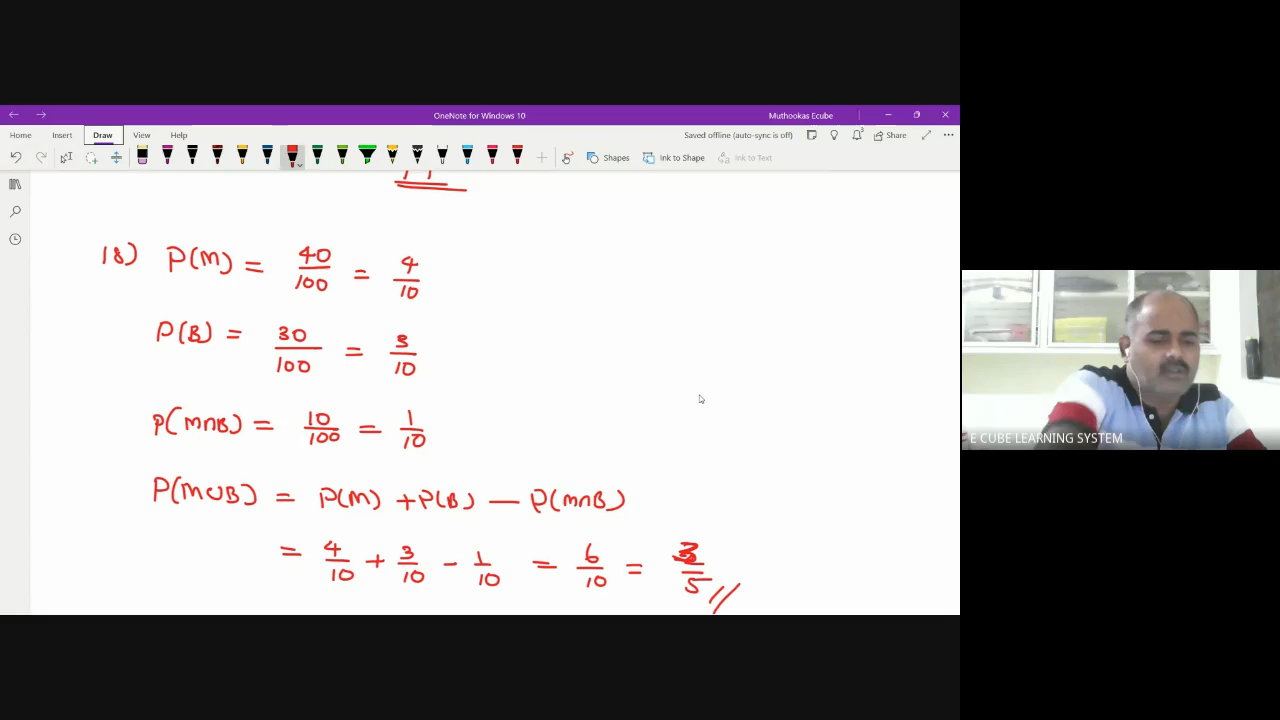 OneNote for Windows 10
Muthookas Ecube
Home Insert Draw View Help
Saved offline (auto-sync is off)
3
Share
Shapes
Ink to Shape
Ink to Text
18) P(M) = 40/100 = 4/10
P(B) = 30/100 = 3/10
P(M∩B) = 10/100 = 1/10
P(M∪B) = P(M) + P(B) — P(M∩B)
= 4/10 + 3/10 - 1/10 = 6/10 = 3/5 //
E CUBE LEARNING SYSTEM